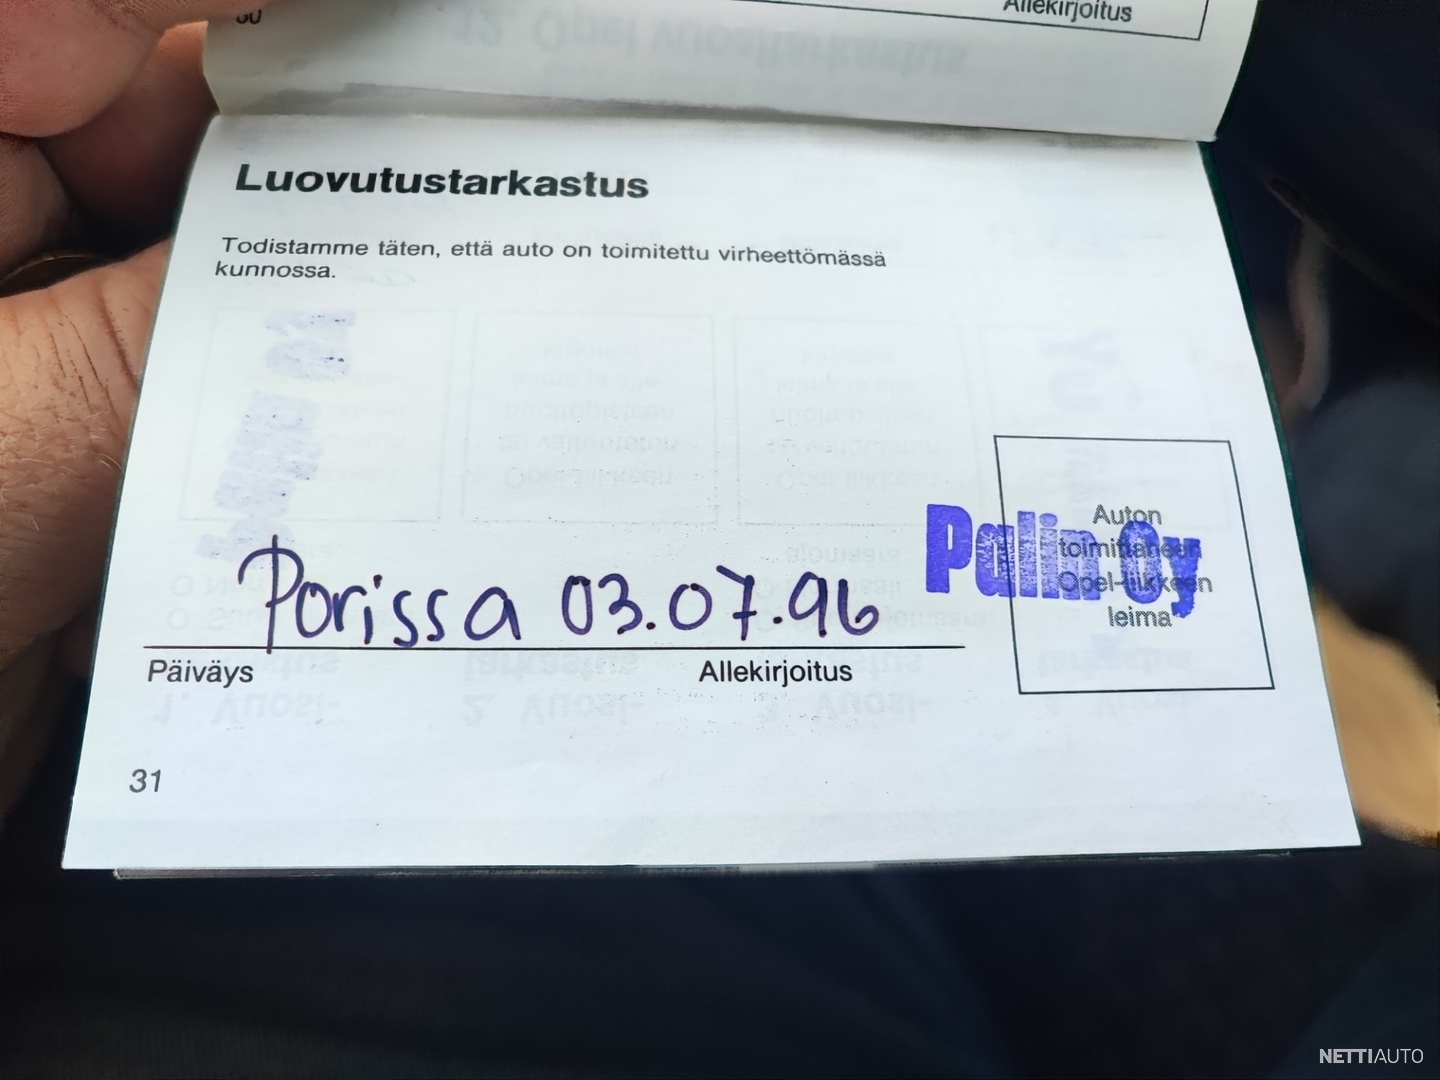 30
Allekirjoitus
Luovutustarkastus
Todistamme täten, että auto on toimitettu virheettömässä
kunnossa.
Auton
toimittaneen
Opel-liikkeen
leima
Palin Oy
Porissa 03.07.96
Päiväys Allekirjoitus
31
NETTIAUTO